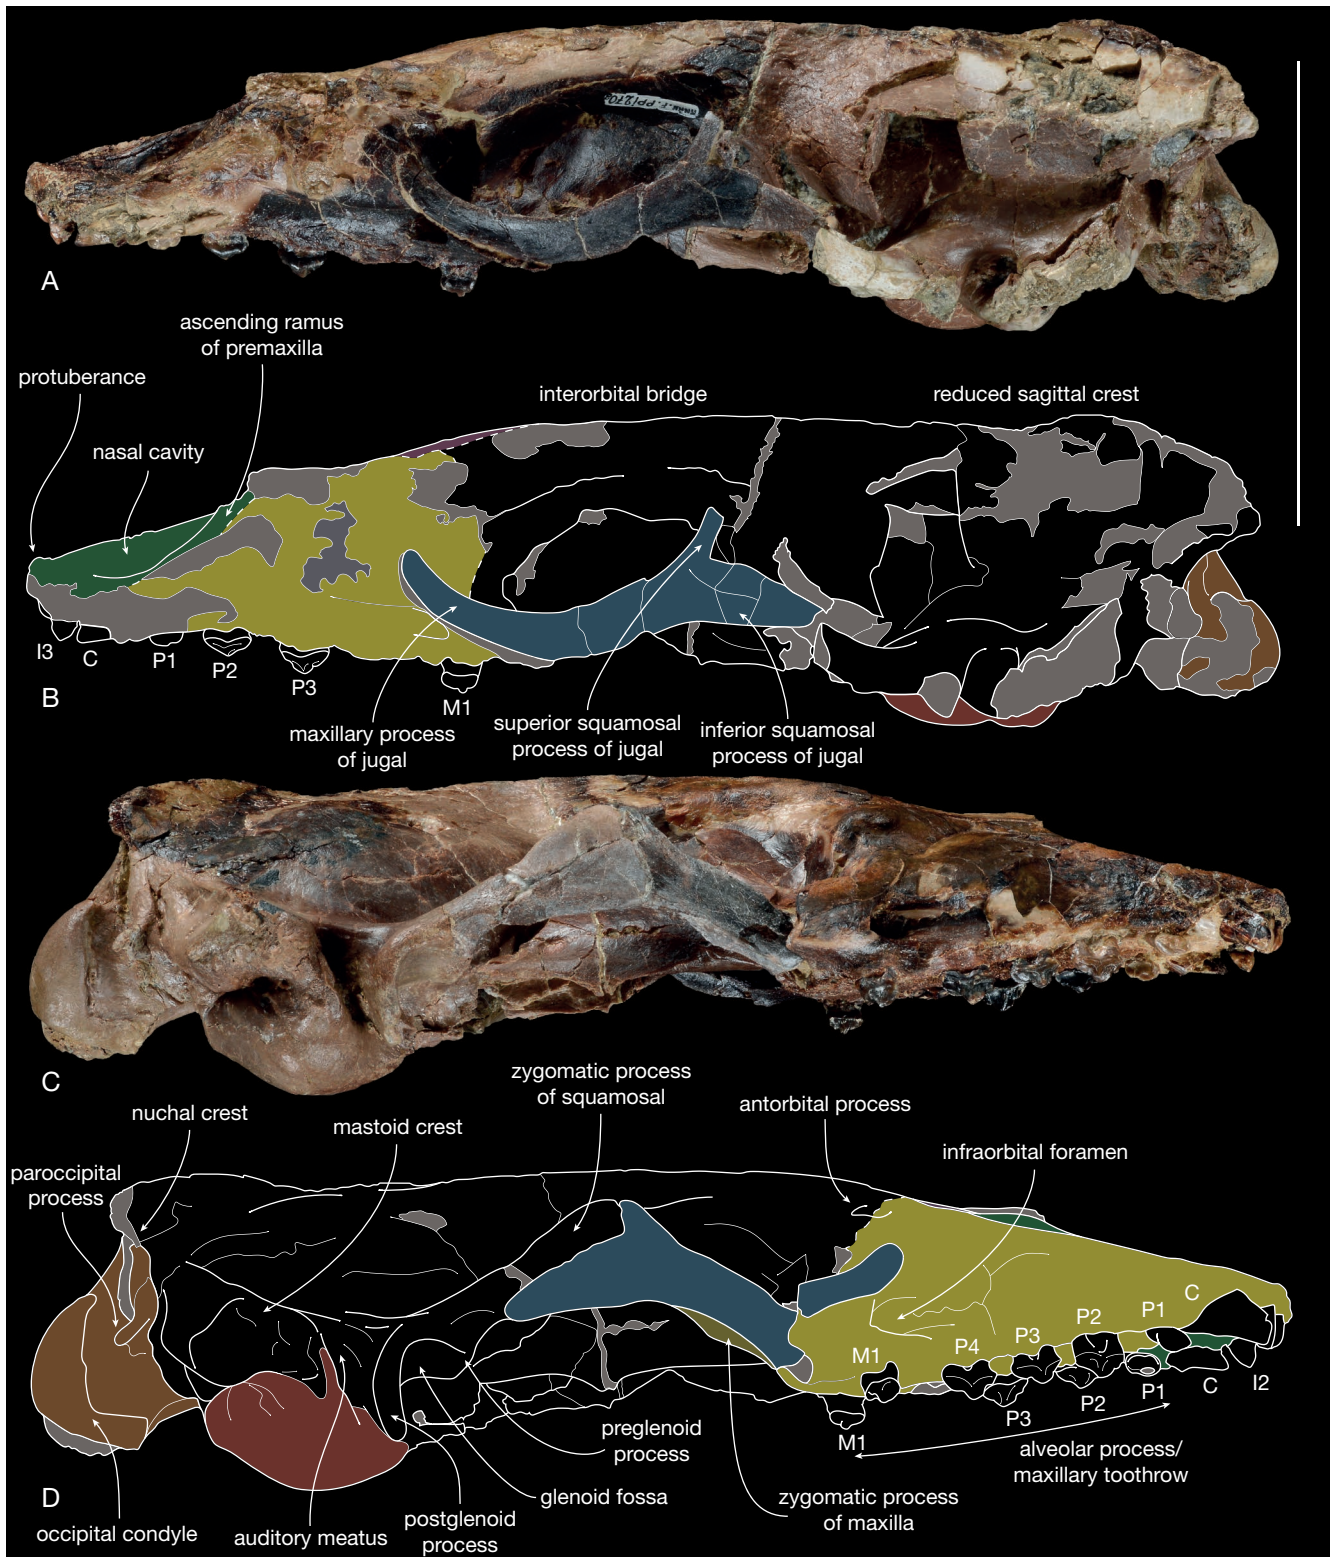 MNHN.F.PPI270
A
ascending ramus
of premaxilla
protuberance
interorbital bridge
reduced sagittal crest
nasal cavity
I3
C
P1
P2
P3
M1
B
maxillary process
of jugal
superior squamosal
process of jugal
inferior squamosal
process of jugal
C
zygomatic process
of squamosal
antorbital process
nuchal crest
mastoid crest
infraorbital foramen
paroccipital
process
C
P1
P2
P3
P4
M1
I2
C
P1
P2
P3
M1
alveolar process/
maxillary toothrow
preglenoid
process
glenoid fossa
zygomatic process
of maxilla
postglenoid
process
auditory meatus
occipital condyle
D